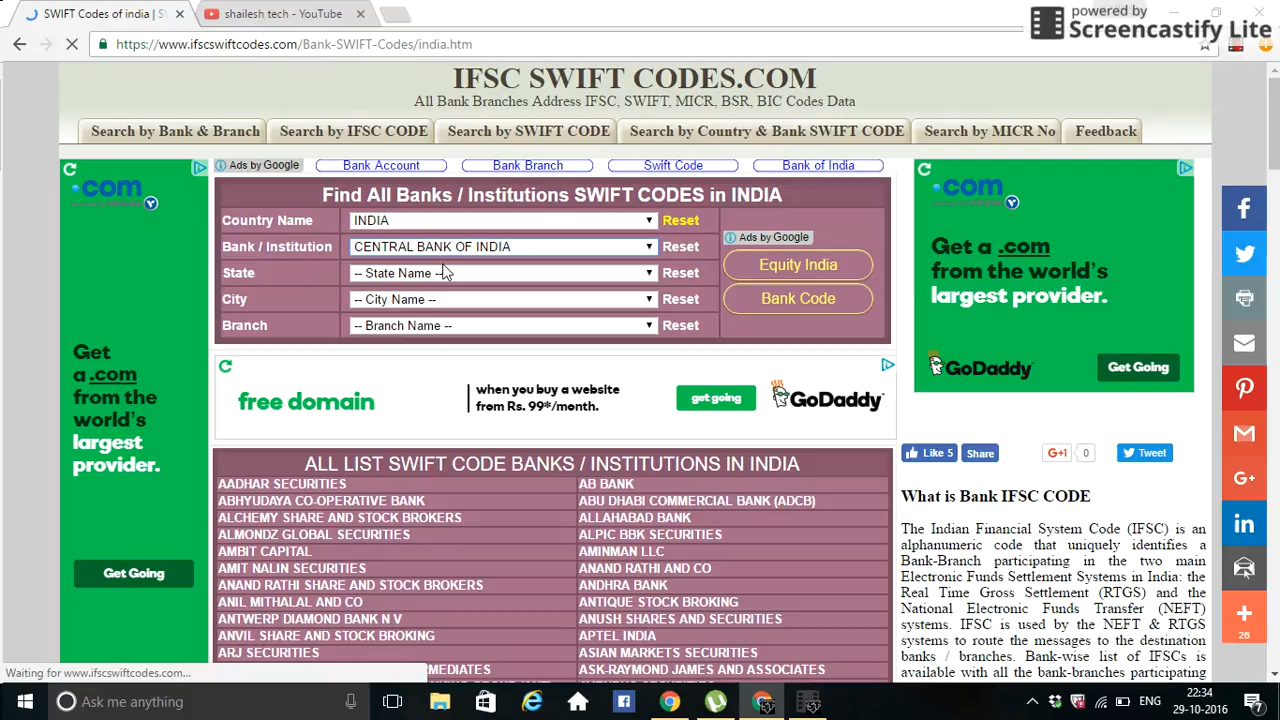 SWIFT Codes of india | S
shailesh tech - YouTube
powered by
Screencastify Lite
https://www.ifscswiftcodes.com/Bank-SWIFT-Codes/india.htm
IFSC SWIFT CODES.COM
All Bank Branches Address IFSC, SWIFT, MICR, BSR, BIC Codes Data
Search by Bank & Branch
Search by IFSC CODE
Search by SWIFT CODE
Search by Country & Bank SWIFT CODE
Search by MICR No
Feedback
Ads by Google
Bank Account
Bank Branch
Swift Code
Bank of India
.com
Get
a .com
from the
world's
largest
provider.
Get Going
Find All Banks / Institutions SWIFT CODES in INDIA
Country Name INDIA Reset
Bank / Institution CENTRAL BANK OF INDIA Reset
State -- State Name -- Reset
City -- City Name -- Reset
Branch -- Branch Name -- Reset
Ads by Google
Equity India
Bank Code
.com
Get a .com
from the world's
largest provider.
GoDaddy
Get Going
free domain
when you buy a website
from Rs. 99*/month.
get going
GoDaddy
ALL LIST SWIFT CODE BANKS / INSTITUTIONS IN INDIA
AADHAR SECURITIES AB BANK
ABHYUDAYA CO-OPERATIVE BANK ABU DHABI COMMERCIAL BANK (ADCB)
ALCHEMY SHARE AND STOCK BROKERS ALLAHABAD BANK
ALMONDZ GLOBAL SECURITIES ALPIC BBK SECURITIES
AMBIT CAPITAL AMINMAN LLC
AMIT NALIN SECURITIES ANAND RATHI AND CO
ANAND RATHI SHARE AND STOCK BROKERS ANDHRA BANK
ANIL MITHALAL AND CO ANTIQUE STOCK BROKING
ANTWERP DIAMOND BANK N V ANUSH SHARES AND SECURITIES
ANVIL SHARE AND STOCK BROKING APTEL INDIA
ARJ SECURITIES ASIAN MARKETS SECURITIES
MEDIATES ASK-RAYMOND JAMES AND ASSOCIATES
Like 5
Share
G+1
0
Tweet
What is Bank IFSC CODE
The Indian Financial System Code (IFSC) is an
alphanumeric code that uniquely identifies a
Bank-Branch participating in the two main
Electronic Funds Settlement Systems in India: the
Real Time Gross Settlement (RTGS) and the
National Electronic Funds Transfer (NEFT)
systems. IFSC is used by the NEFT & RTGS
systems to route the messages to the destination
banks / branches. Bank-wise list of IFSCs is
available with all the bank-branches participating
26
Waiting for www.ifscswiftcodes.com...
Ask me anything
ENG
22:34
29-10-2016